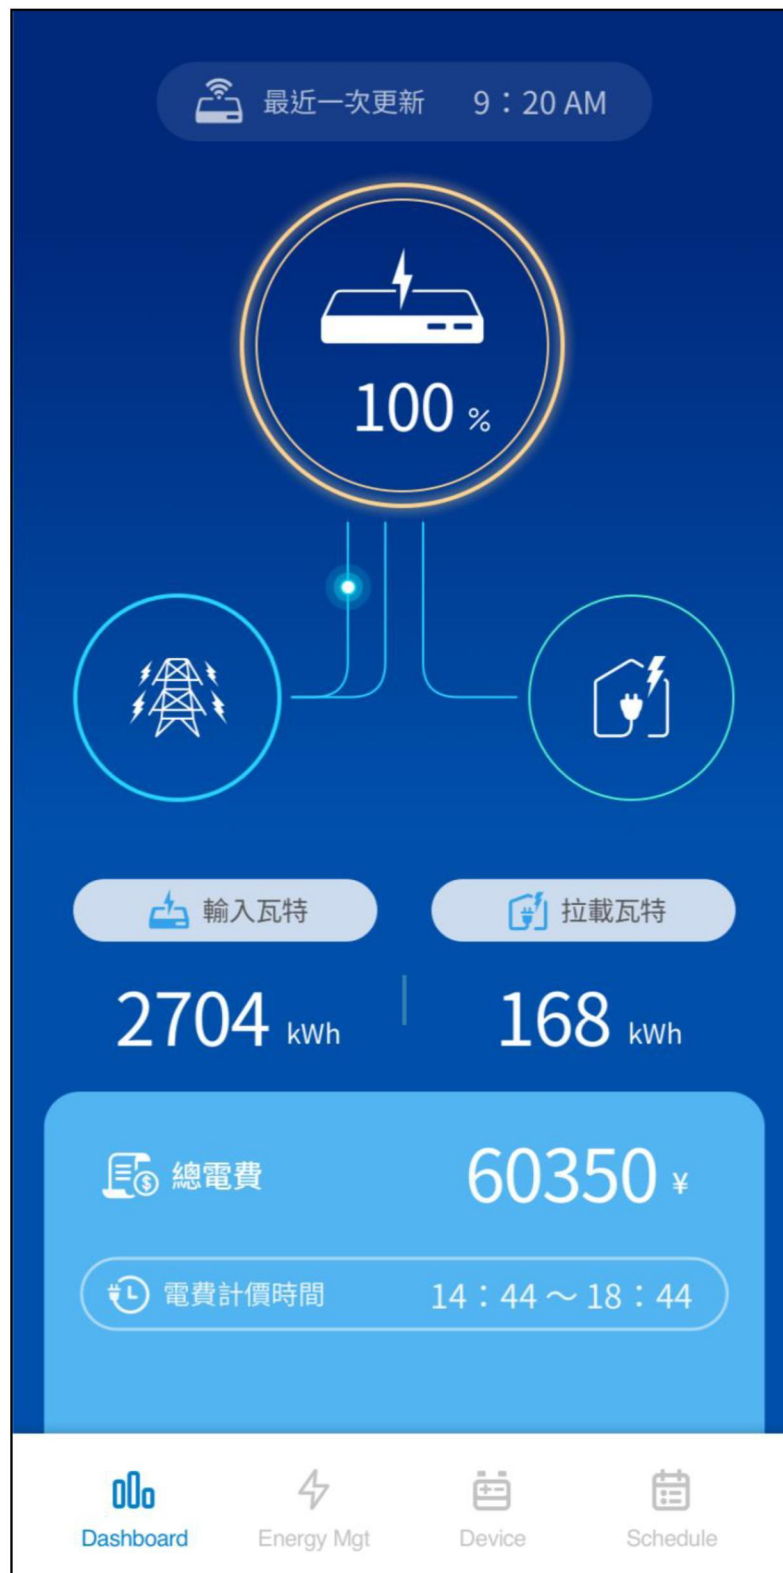 最近一次更新 9：20 AM
100 %
輸入瓦特 拉載瓦特
2704 kWh 168 kWh
總電費 60350 ¥
電費計價時間 14：44～18：44
Dashboard Energy Mgt Device Schedule